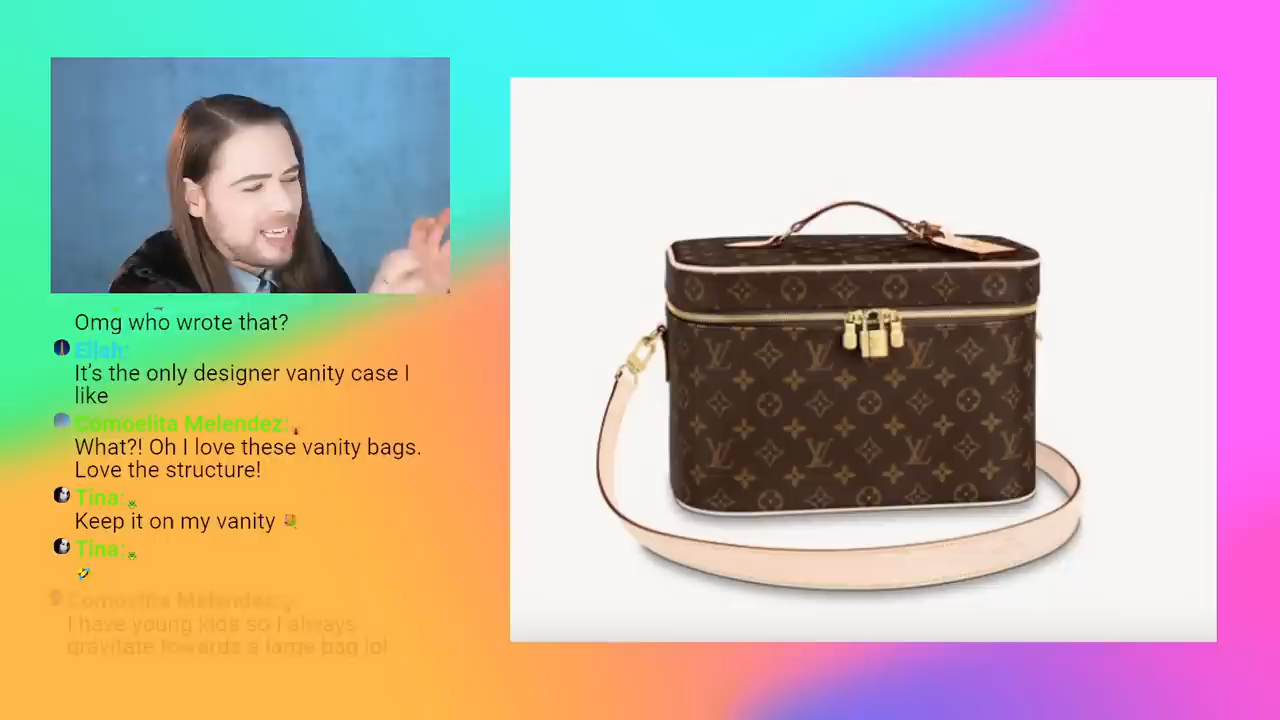 Omg who wrote that?
Eliah:
It's the only designer vanity case I
like
Comoelita Melendez:
What?! Oh I love these vanity bags.
Love the structure!
Tina:
Keep it on my vanity 💐
Tina:
🤣
Comoelita Melendez:
I have young kids so I always
gravitate towards a large bag lol